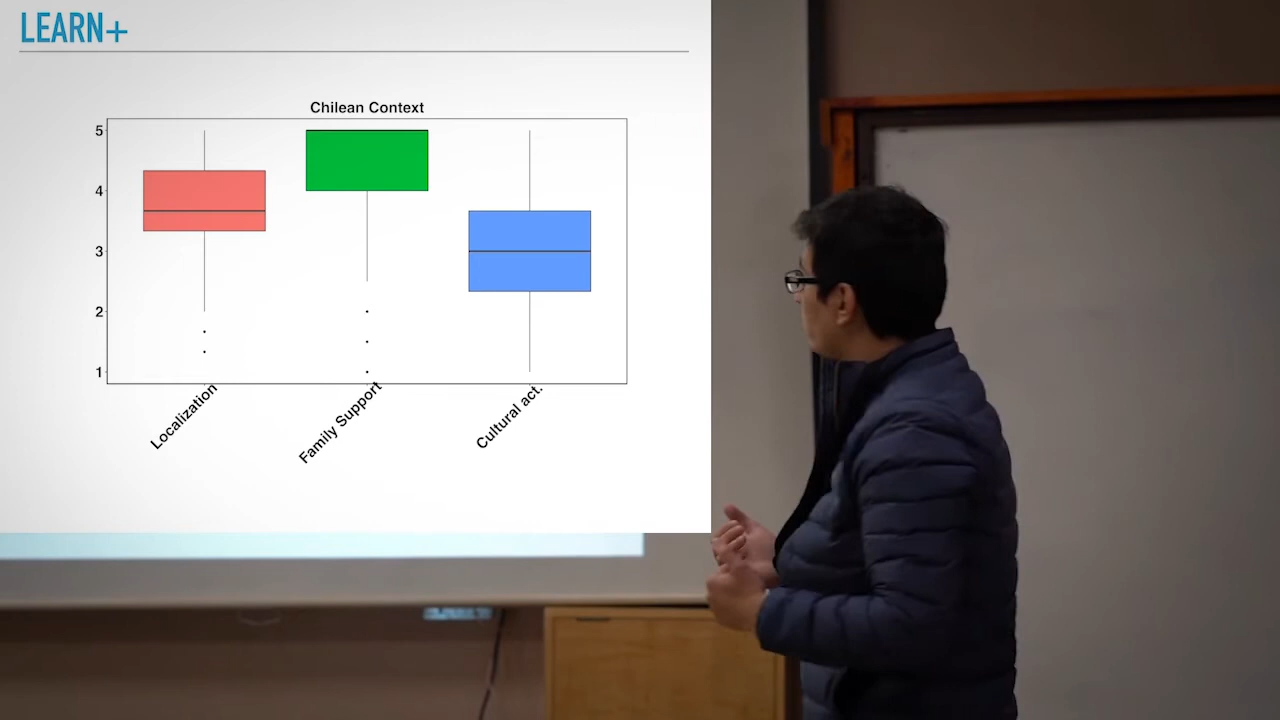 LEARN+
Chilean Context
5
4
3
2
1
Localization
Family Support
Cultural act.